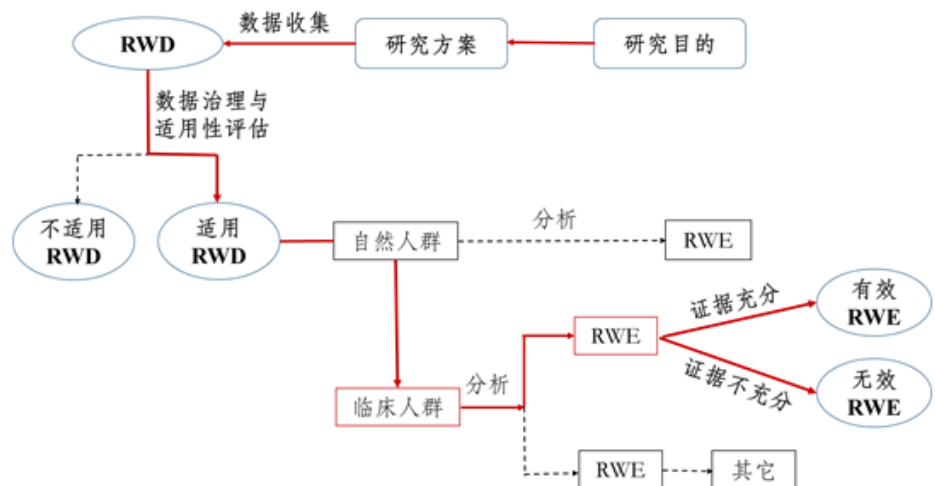 RWD
数据收集
研究方案
研究目的
数据治理与
适用性评估
不适用
RWD
适用
RWD
自然人群
分析
RWE
临床人群
分析
RWE
证据充分
有效
RWE
证据不充分
无效
RWE
RWE
其它